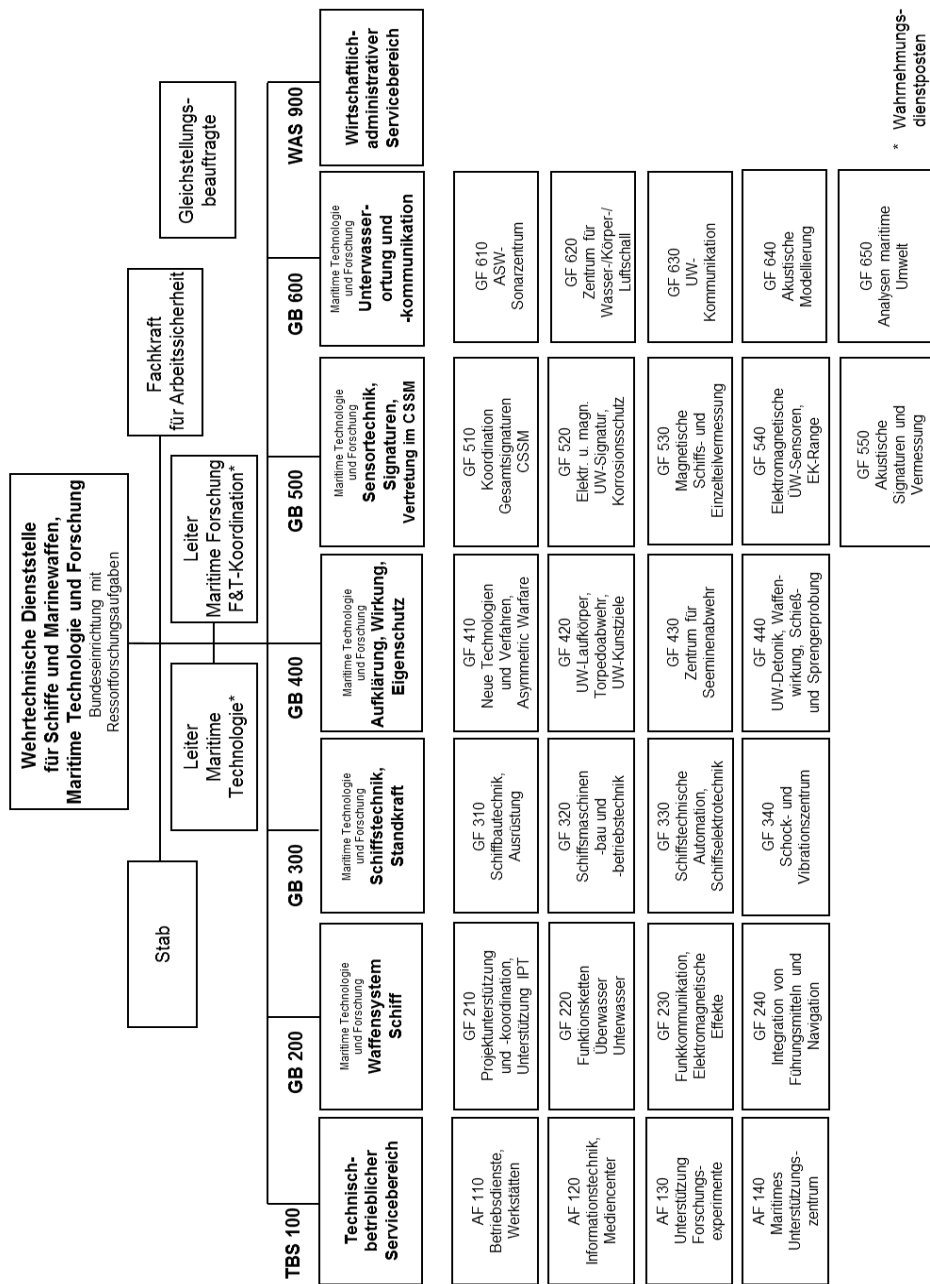 Wehrtechnische Dienststelle
für Schiffe und Marinewaffen,
Maritime Technologie und Forschung
Bundeseinrichtung mit
Ressortforschungsaufgaben
Stab
Fachkraft
für Arbeitssicherheit
Gleichstellungs-
beauftragte
Leiter
Maritime
Technologie*
Leiter
Maritime Forschung
F&T-Koordination*
TBS 100
Technisch-
betrieblicher
Servicebereich
AF 110
Betriebsdienste,
Werkstätten
AF 120
Informationstechnik,
Mediencenter
AF 130
Unterstützung
Forschungs-
experimente
AF 140
Maritimes
Unterstützungs-
zentrum
GB 200
Maritime Technologie
und Forschung
Waffensystem
Schiff
GF 210
Projektunterstützung
und -koordination,
Unterstützung IPT
GF 220
Funktionsketten
Überwasser
Unterwasser
GF 230
Funkkommunikation,
Elektromagnetische
Effekte
GF 240
Integration von
Führungsmitteln und
Navigation
GB 300
Maritime Technologie
und Forschung
Schiffstechnik,
Standkraft
GF 310
Schiffbautechnik,
Ausrüstung
GF 320
Schiffsmaschinen
-bau und
-betriebstechnik
GF 330
Schiffstechnische
Automation,
Schiffselektrotechnik
GF 340
Schock- und
Vibrationszentrum
GB 400
Maritime Technologie
und Forschung
Aufklärung, Wirkung,
Eigenschutz
GF 410
Neue Technologien
und Verfahren,
Asymmetric Warfare
GF 420
UW-Laufkörper,
Torpedoabwehr,
UW-Kunstziele
GF 430
Zentrum für
Seeminenabwehr
GF 440
UW-Detonik, Waffen-
wirkung, Schieß-
und Sprengerprobung
GB 500
Maritime Technologie
und Forschung
Sensortechnik,
Signaturen,
Vertretung im CSSM
GF 510
Koordination
Gesamtsignaturen
CSSM
GF 520
Elektr. u. magn.
UW-Signatur,
Korrosionsschutz
GF 530
Magnetische
Schiffs- und
Einzelteilvermessung
GF 540
Elektromagnetische
ÜW-Sensoren,
EK-Range
GF 550
Akustische
Signaturen und
Vermessung
GB 600
Maritime Technologie
und Forschung
Unterwasser-
ortung und
-kommunikation
GF 610
ASW-
Sonarzentrum
GF 620
Zentrum für
Wasser-/Körper-/
Luftschall
GF 630
UW-
Kommunikation
GF 640
Akustische
Modellierung
GF 650
Analysen maritime
Umwelt
WAS 900
Wirtschaftlich-
administrativer
Servicebereich
* Wahrnehmungs-
dienstposten